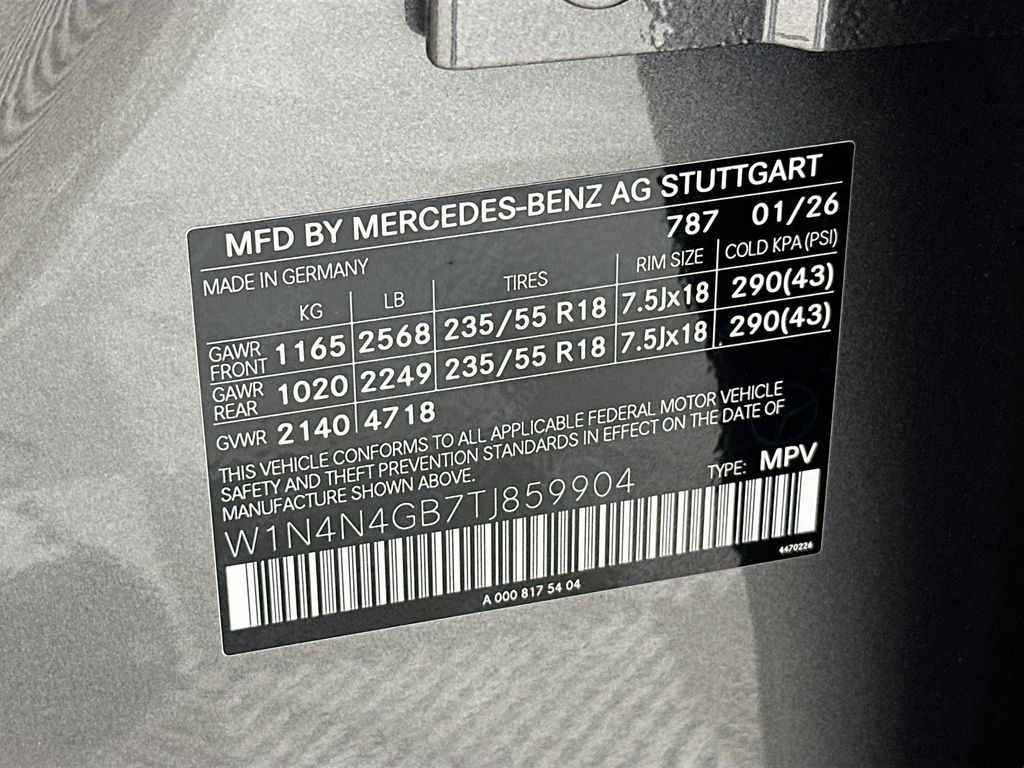 MFD BY MERCEDES-BENZ AG STUTTGART
MADE IN GERMANY 787 01/26
KG LB TIRES RIM SIZE COLD KPA (PSI)
GAWR FRONT 1165 2568 235/55 R18 7.5Jx18 290(43)
GAWR REAR 1020 2249 235/55 R18 7.5Jx18 290(43)
GVWR 2140 4718
THIS VEHICLE CONFORMS TO ALL APPLICABLE FEDERAL MOTOR VEHICLE
SAFETY AND THEFT PREVENTION STANDARDS IN EFFECT ON THE DATE OF
MANUFACTURE SHOWN ABOVE. TYPE: MPV
W1N4N4GB7TJ859904
A 000 817 54 04 4470226